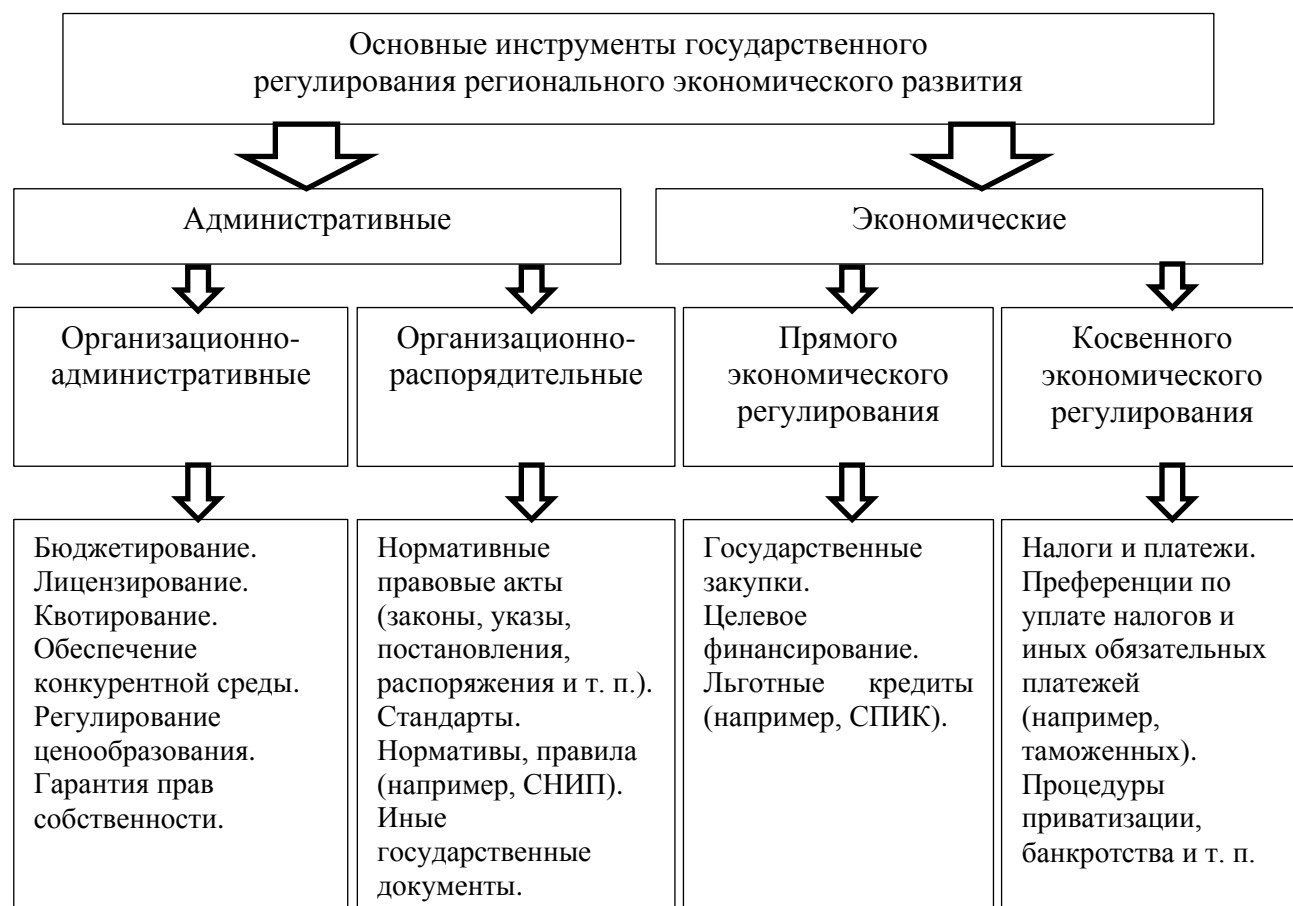 Основные инструменты государственного
регулирования регионального экономического развития
Административные
Экономические
Организационно-
административные
Организационно-
распорядительные
Прямого
экономического
регулирования
Косвенного
экономического
регулирования
Бюджетирование.
Лицензирование.
Квотирование.
Обеспечение
конкурентной среды.
Регулирование
ценообразования.
Гарантия прав
собственности.
Нормативные
правовые акты
(законы, указы,
постановления,
распоряжения и т. п.).
Стандарты.
Нормативы, правила
(например, СНИП).
Иные
государственные
документы.
Государственные
закупки.
Целевое
финансирование.
Льготные кредиты
(например, СПИК).
Налоги и платежи.
Преференции по
уплате налогов и
иных обязательных
платежей
(например,
таможенных).
Процедуры
приватизации,
банкротства и т. п.